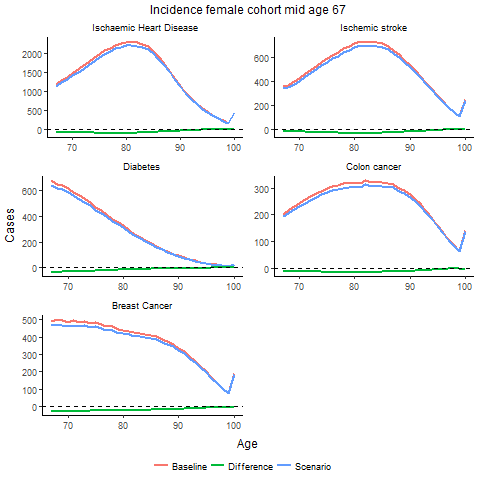 Incidence female cohort mid age 67
Ischaemic Heart Disease
Ischemic stroke
2000
1500
1000
500
0
70 80 90 100
600
400
200
0
70 80 90 100
Diabetes
Colon cancer
600
400
200
0
70 80 90 100
300
200
100
0
70 80 90 100
Breast Cancer
500
400
300
200
100
0
70 80 90 100
Cases
Age
Baseline Difference Scenario